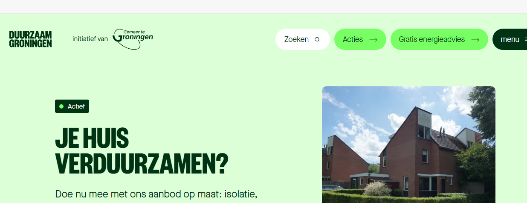 DUURZAAM
GRONINGEN
initiatief van
Gemeente
Groningen
Zoeken
Acties
Gratis energieadvies
menu
Actief
JE HUIS
VERDUURZAMEN?
Doe nu mee met ons aanbod op maat: isolatie,